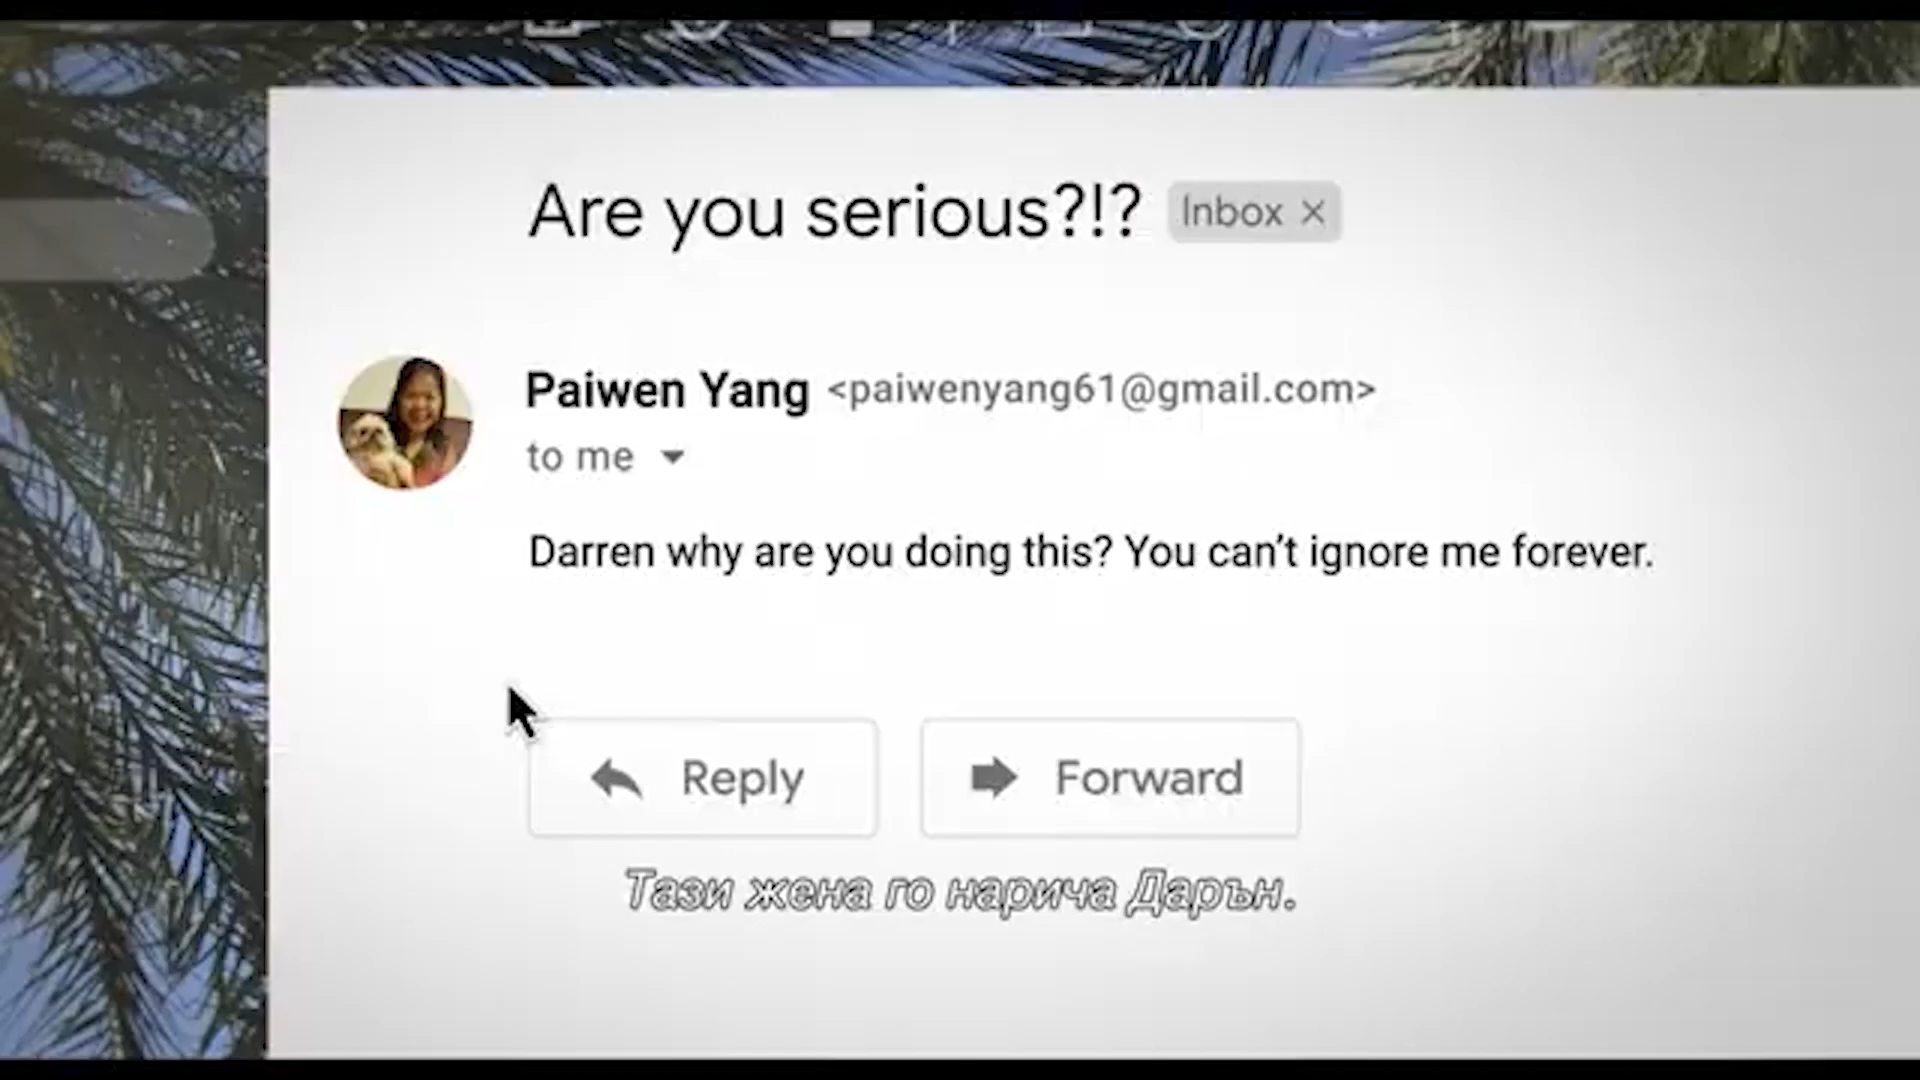 Are you serious?!? Inbox ×
Paiwen Yang <paiwenyang61@gmail.com>
to me
Darren why are you doing this? You can't ignore me forever.
Reply Forward
Тази жена го нарича Дарън.